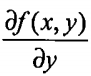 ∂f(x, y)
∂y